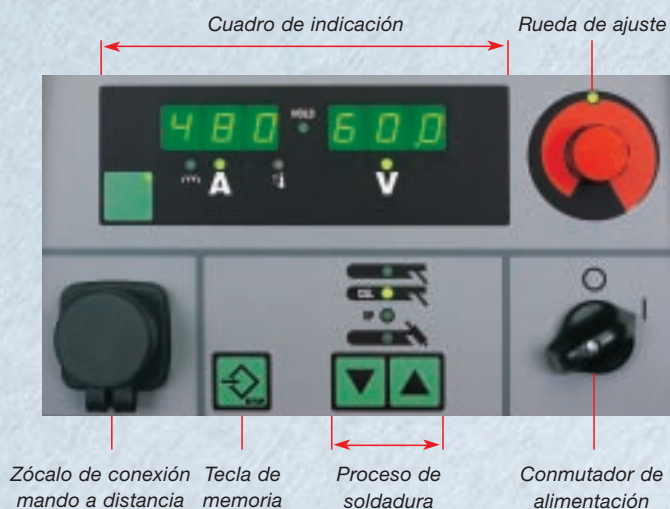 Cuadro de indicación
Rueda de ajuste
480
HOLD
60.0
A
V
CEL
Zócalo de conexión
mando a distancia
Tecla de
memoria
Proceso de
soldadura
Conmutador de
alimentación